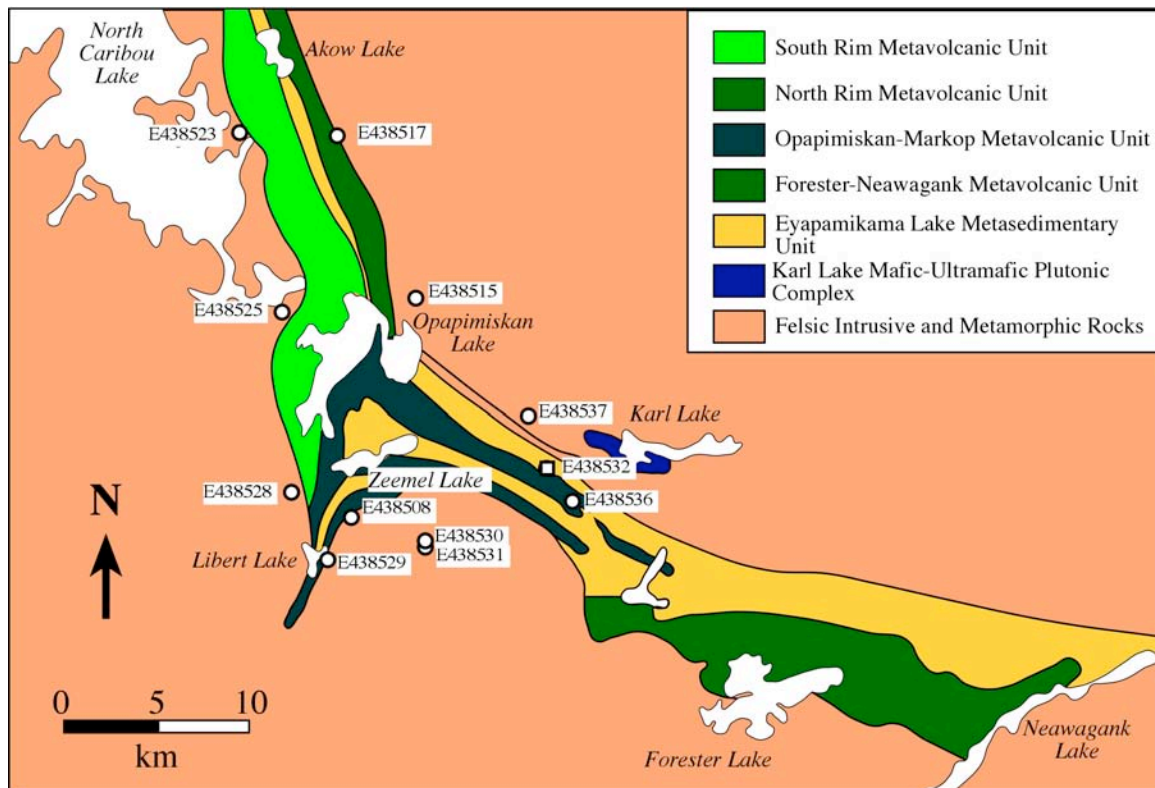 North
Caribou
Lake
Akow Lake
E438523
E438517
E438525
E438515
Opapimiskan
Lake
E438537
Karl Lake
E438532
Zeemel Lake
E438528
E438536
E438508
E438530
E438531
Libert Lake
E438529
N
0 5 10
km
Forester Lake
Neawagank
Lake
South Rim Metavolcanic Unit
North Rim Metavolcanic Unit
Opapimiskan-Markop Metavolcanic Unit
Forester-Neawagank Metavolcanic Unit
Eyapamikama Lake Metasedimentary
Unit
Karl Lake Mafic-Ultramafic Plutonic
Complex
Felsic Intrusive and Metamorphic Rocks